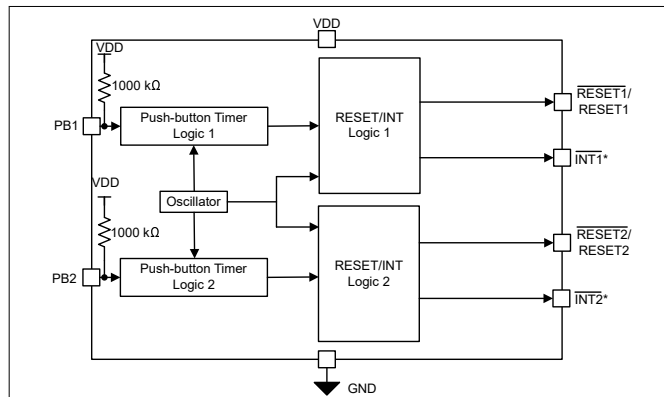 VDD
VDD
1000 kΩ
PB1
Push-button Timer
Logic 1
RESET/INT
Logic 1
RESET1/
RESET1
INT1*
VDD
Oscillator
1000 kΩ
PB2
Push-button Timer
Logic 2
RESET/INT
Logic 2
RESET2/
RESET2
INT2*
GND